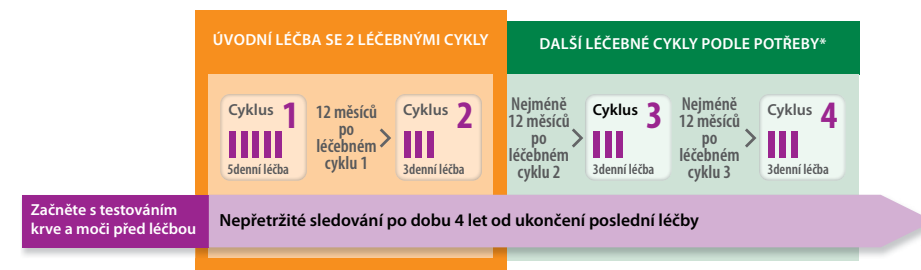 ÚVODNÍ LÉČBA SE 2 LÉČEBNÝMI CYKLY
DALŠÍ LÉČEBNÉ CYKLY PODLE POTŘEBY*
Cyklus 1
5denní léčba
12 měsíců
po
léčebném
cyklu 1
Cyklus 2
3denní léčba
Nejméně
12 měsíců
po
léčebném
cyklu 2
Cyklus 3
3denní léčba
Nejméně
12 měsíců
po
léčebném
cyklu 3
Cyklus 4
3denní léčba
Začněte s testováním
krve a moči před léčbou
Nepřetržité sledování po dobu 4 let od ukončení poslední léčby